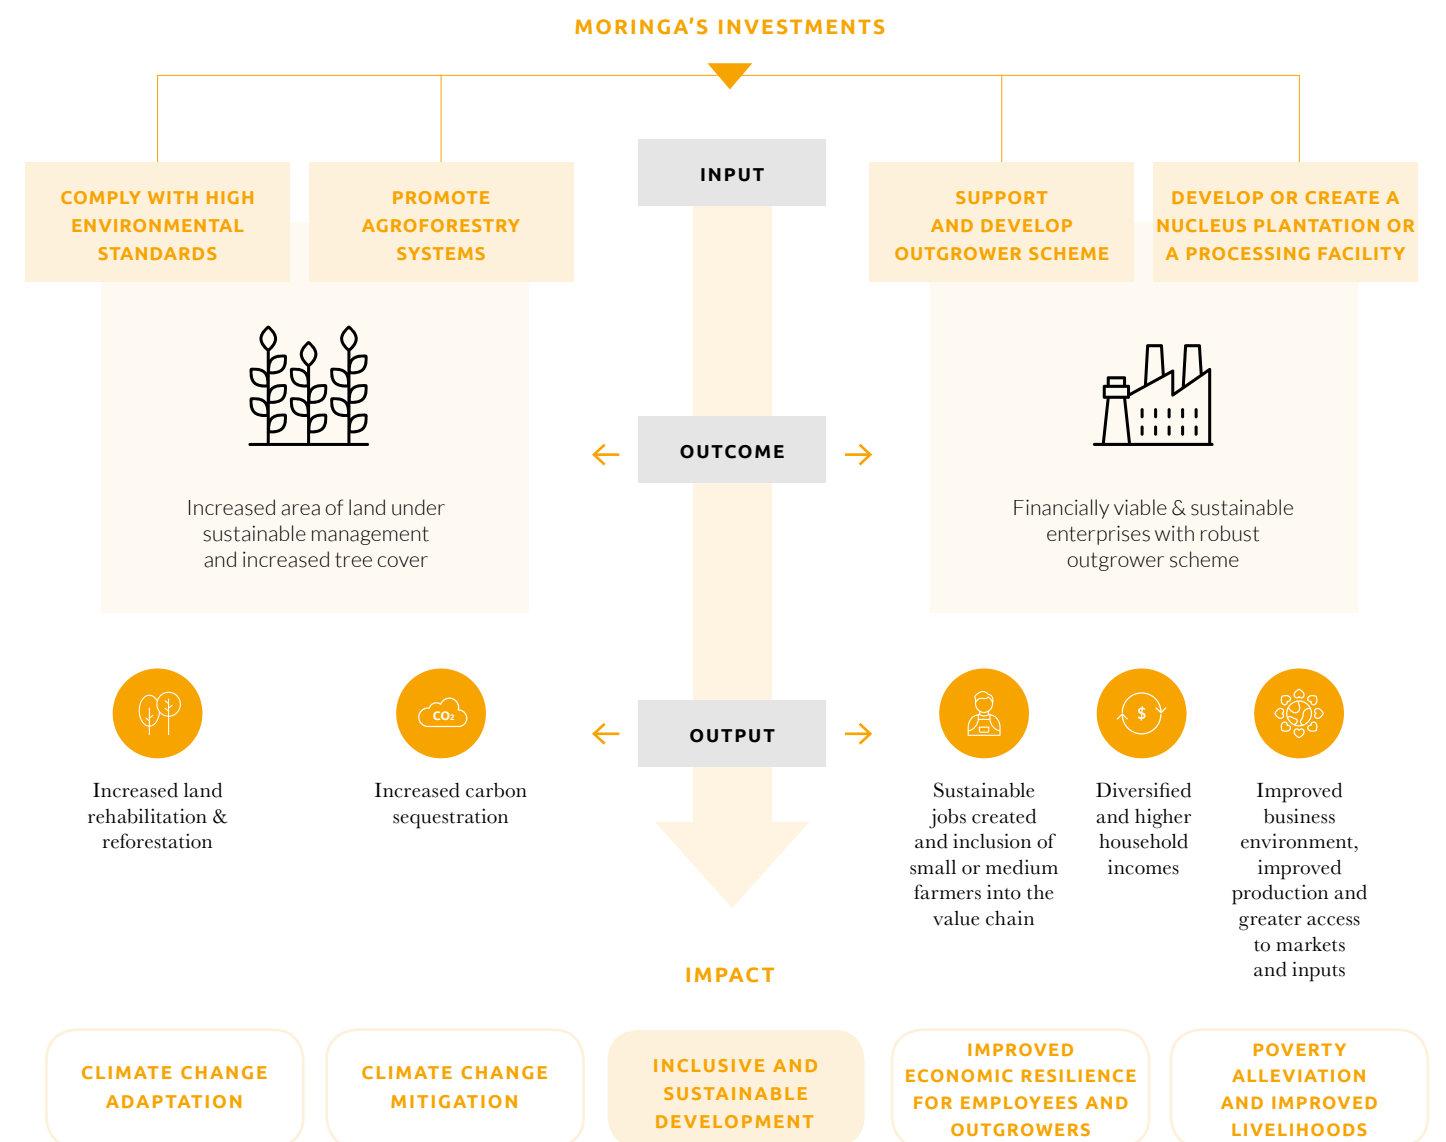 MORINGA'S INVESTMENTS
COMPLY WITH HIGH
ENVIRONMENTAL
STANDARDS
PROMOTE
AGROFORESTRY
SYSTEMS
INPUT
SUPPORT
AND DEVELOP
OUTGROWER SCHEME
DEVELOP OR CREATE A
NUCLEUS PLANTATION OR
A PROCESSING FACILITY
OUTCOME
Increased area of land under
sustainable management
and increased tree cover
Financially viable & sustainable
enterprises with robust
outgrower scheme
OUTPUT
CO₂
$
Increased land
rehabilitation &
reforestation
Increased carbon
sequestration
Sustainable
jobs created
and inclusion of
small or medium
farmers into the
value chain
Diversified
and higher
household
incomes
Improved
business
environment,
improved
production and
greater access
to markets
and inputs
IMPACT
CLIMATE CHANGE
ADAPTATION
CLIMATE CHANGE
MITIGATION
INCLUSIVE AND
SUSTAINABLE
DEVELOPMENT
IMPROVED
ECONOMIC RESILIENCE
FOR EMPLOYEES AND
OUTGROWERS
POVERTY
ALLEVIATION
AND IMPROVED
LIVELIHOODS